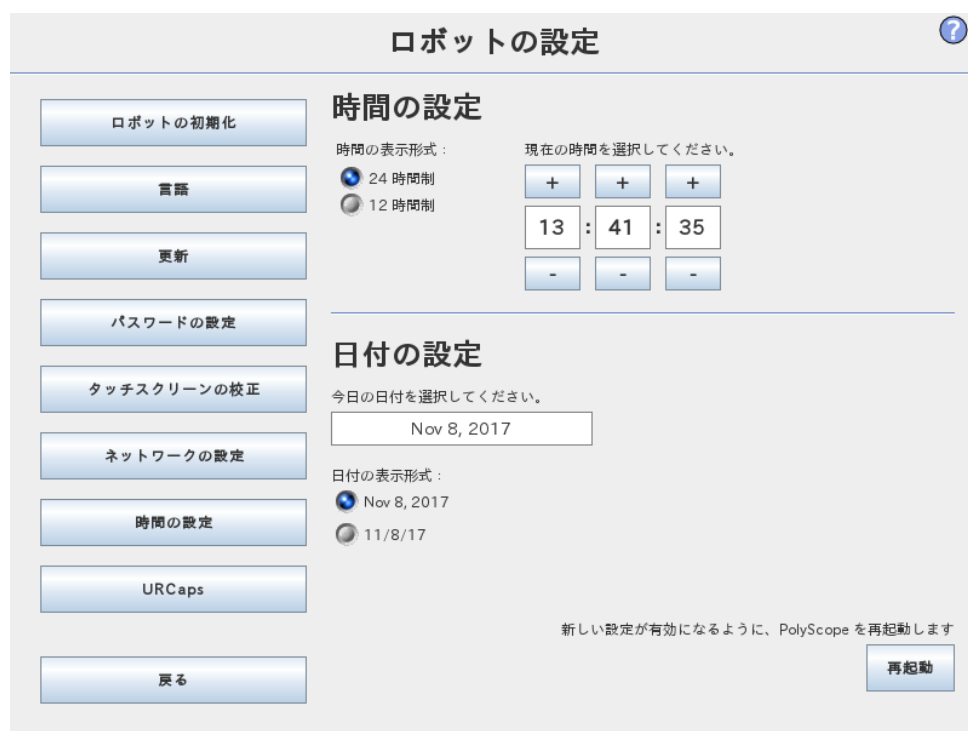 ロボットの設定
?
ロボットの初期化
言語
更新
パスワードの設定
タッチスクリーンの校正
ネットワークの設定
時間の設定
URCaps
戻る
時間の設定
時間の表示形式:
24 時間制
12 時間制
現在の時間を選択してください。
+ + +
13 : 41 : 35
- - -
日付の設定
今日の日付を選択してください。
Nov 8, 2017
日付の表示形式:
Nov 8, 2017
11/8/17
新しい設定が有効になるように、PolyScope を再起動します
再起動